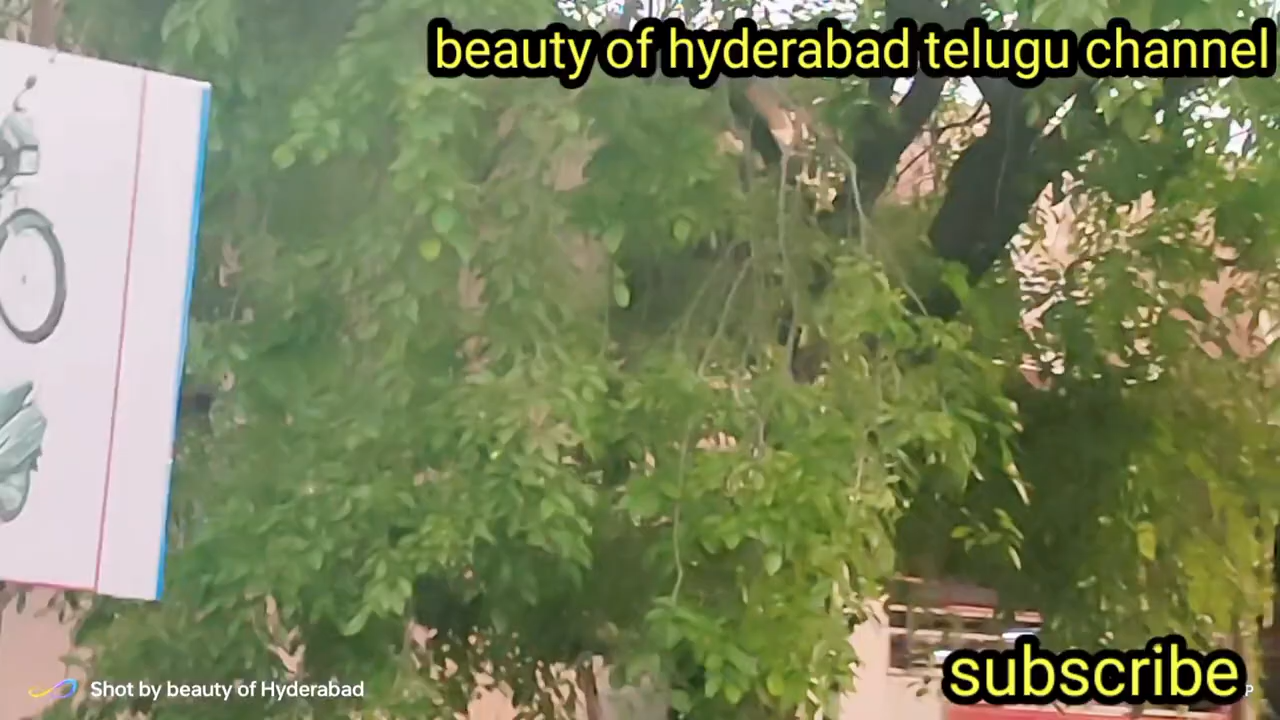 beauty of hyderabad telugu channel
subscribe
Shot by beauty of Hyderabad